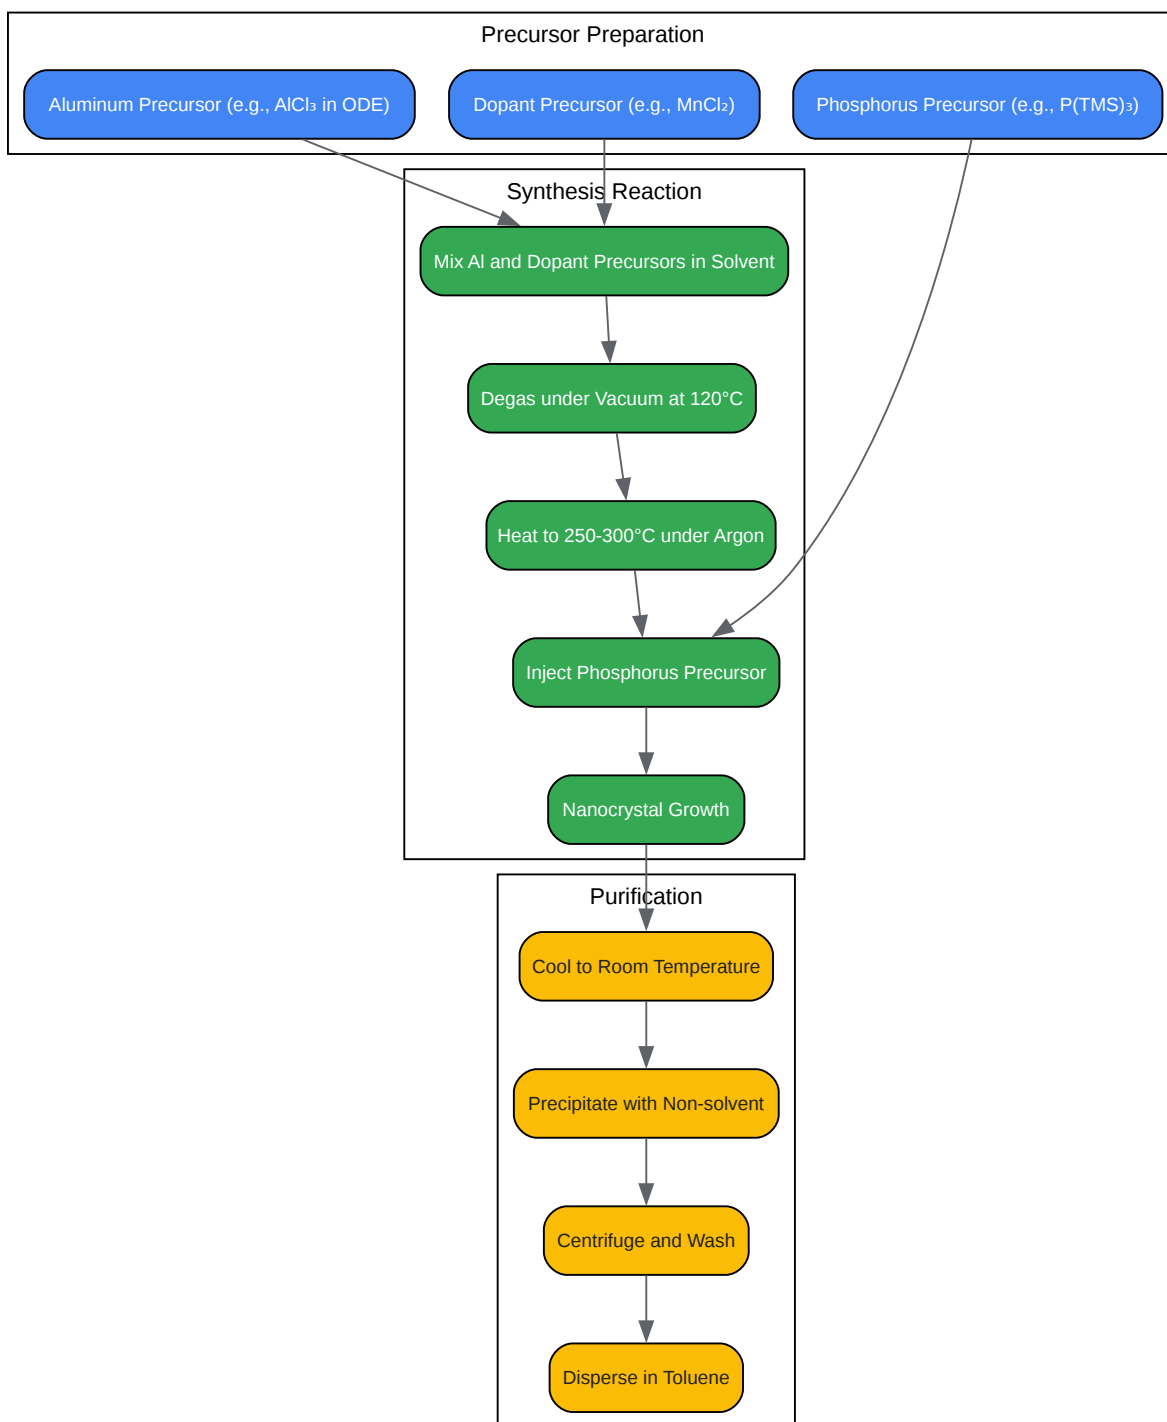 Precursor Preparation
Aluminum Precursor (e.g., AlCl₃ in ODE)
Dopant Precursor (e.g., MnCl₂)
Phosphorus Precursor (e.g., P(TMS)₃)
Synthesis Reaction
Mix Al and Dopant Precursors in Solvent
Degas under Vacuum at 120°C
Heat to 250-300°C under Argon
Inject Phosphorus Precursor
Nanocrystal Growth
Purification
Cool to Room Temperature
Precipitate with Non-solvent
Centrifuge and Wash
Disperse in Toluene